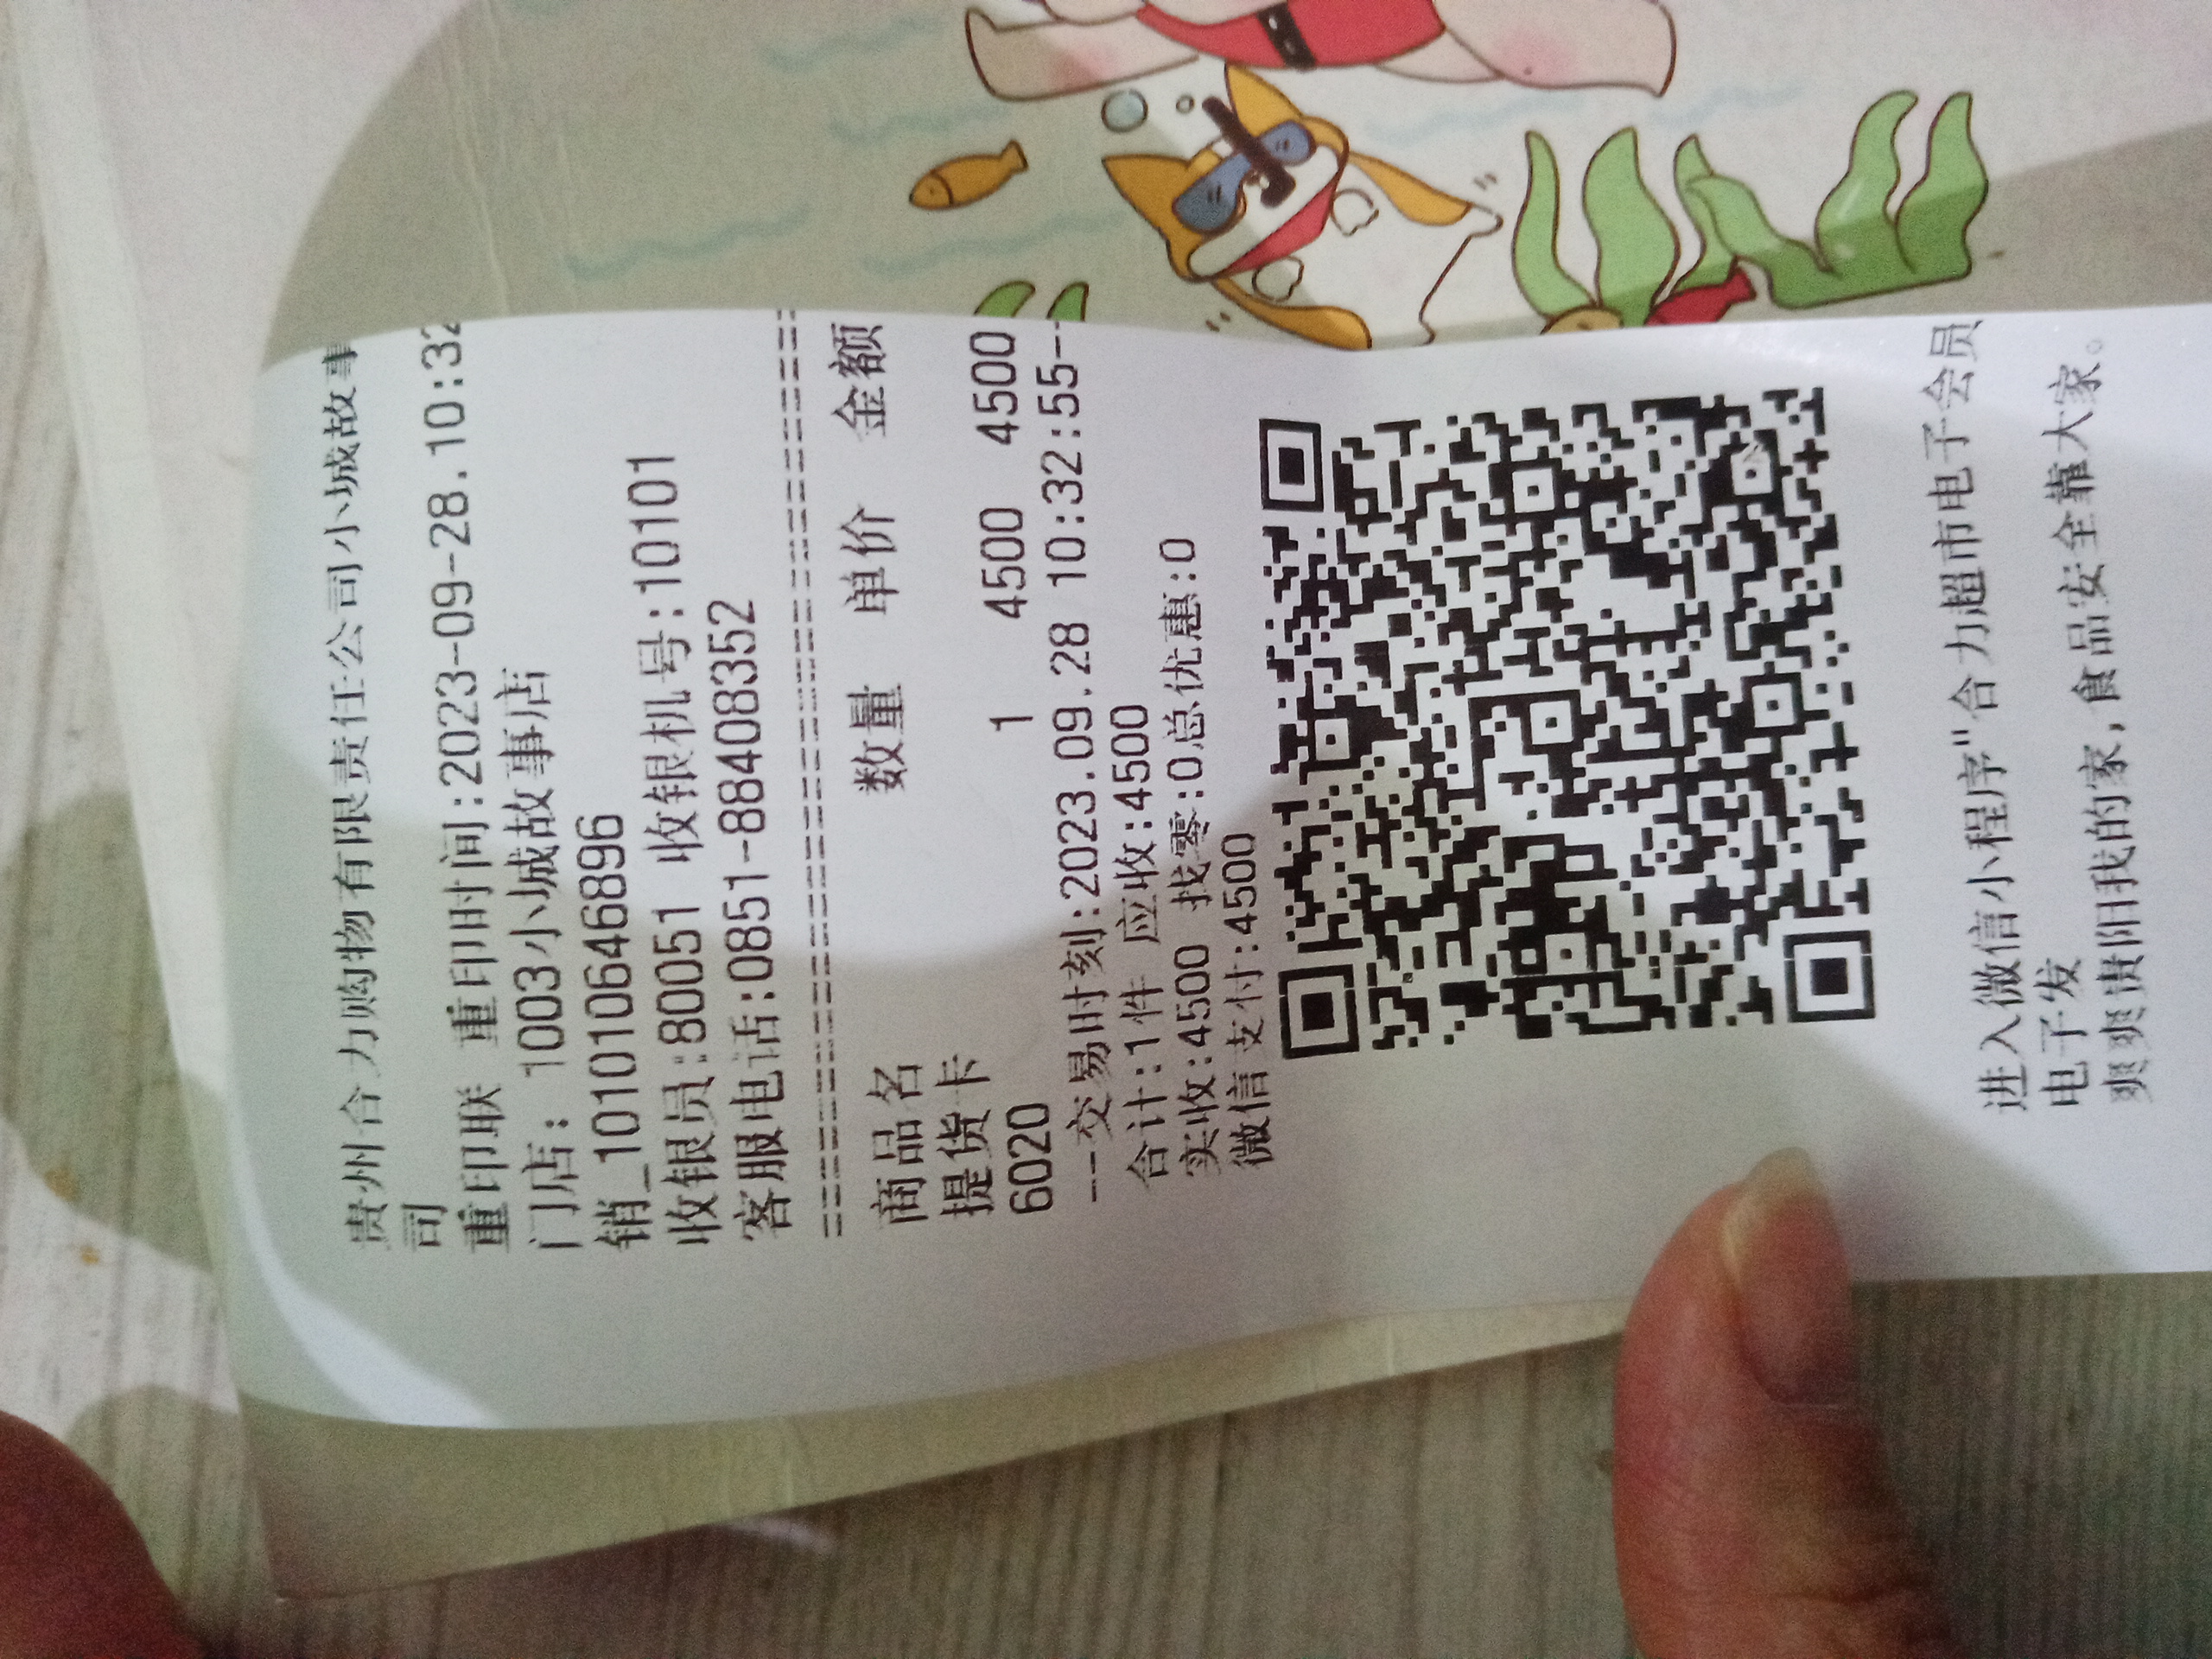 贵州合力购物有限责任公司小城故事
司
重印联 重印时间:2023-09-28.10:32
门店: 1003小城故事店
销_101010646896
收银员:80051 收银机号:10101
客服电话:0851-88408352
商品名 数量 单价 金额
提货卡
6020 1 4500 4500
--交易时刻:2023.09.28 10:32:55--
合计:1件 应收:4500
实收:4500 找零:0总优惠:0
微信支付:4500
进入微信小程序"合力超市电子会员
电子发
爽爽贵阳我的家,食品安全靠大家。